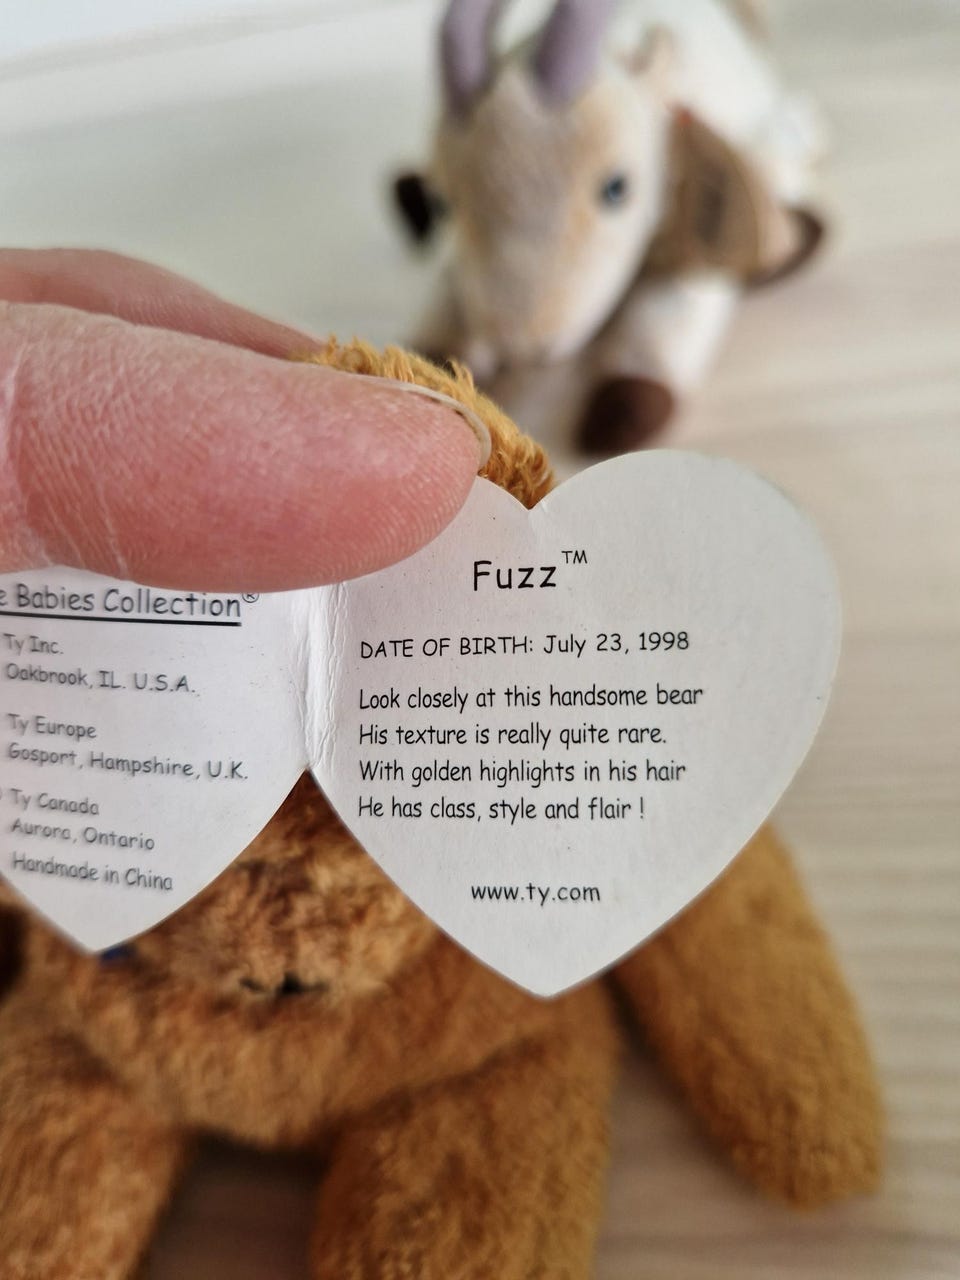 e Babies Collection®
Ty Inc.
Oakbrook, IL. U.S.A.
Ty Europe
Gosport, Hampshire, U.K.
Ty Canada
Aurora, Ontario
Handmade in China
Fuzz™
DATE OF BIRTH: July 23, 1998
Look closely at this handsome bear
His texture is really quite rare.
With golden highlights in his hair
He has class, style and flair !
www.ty.com